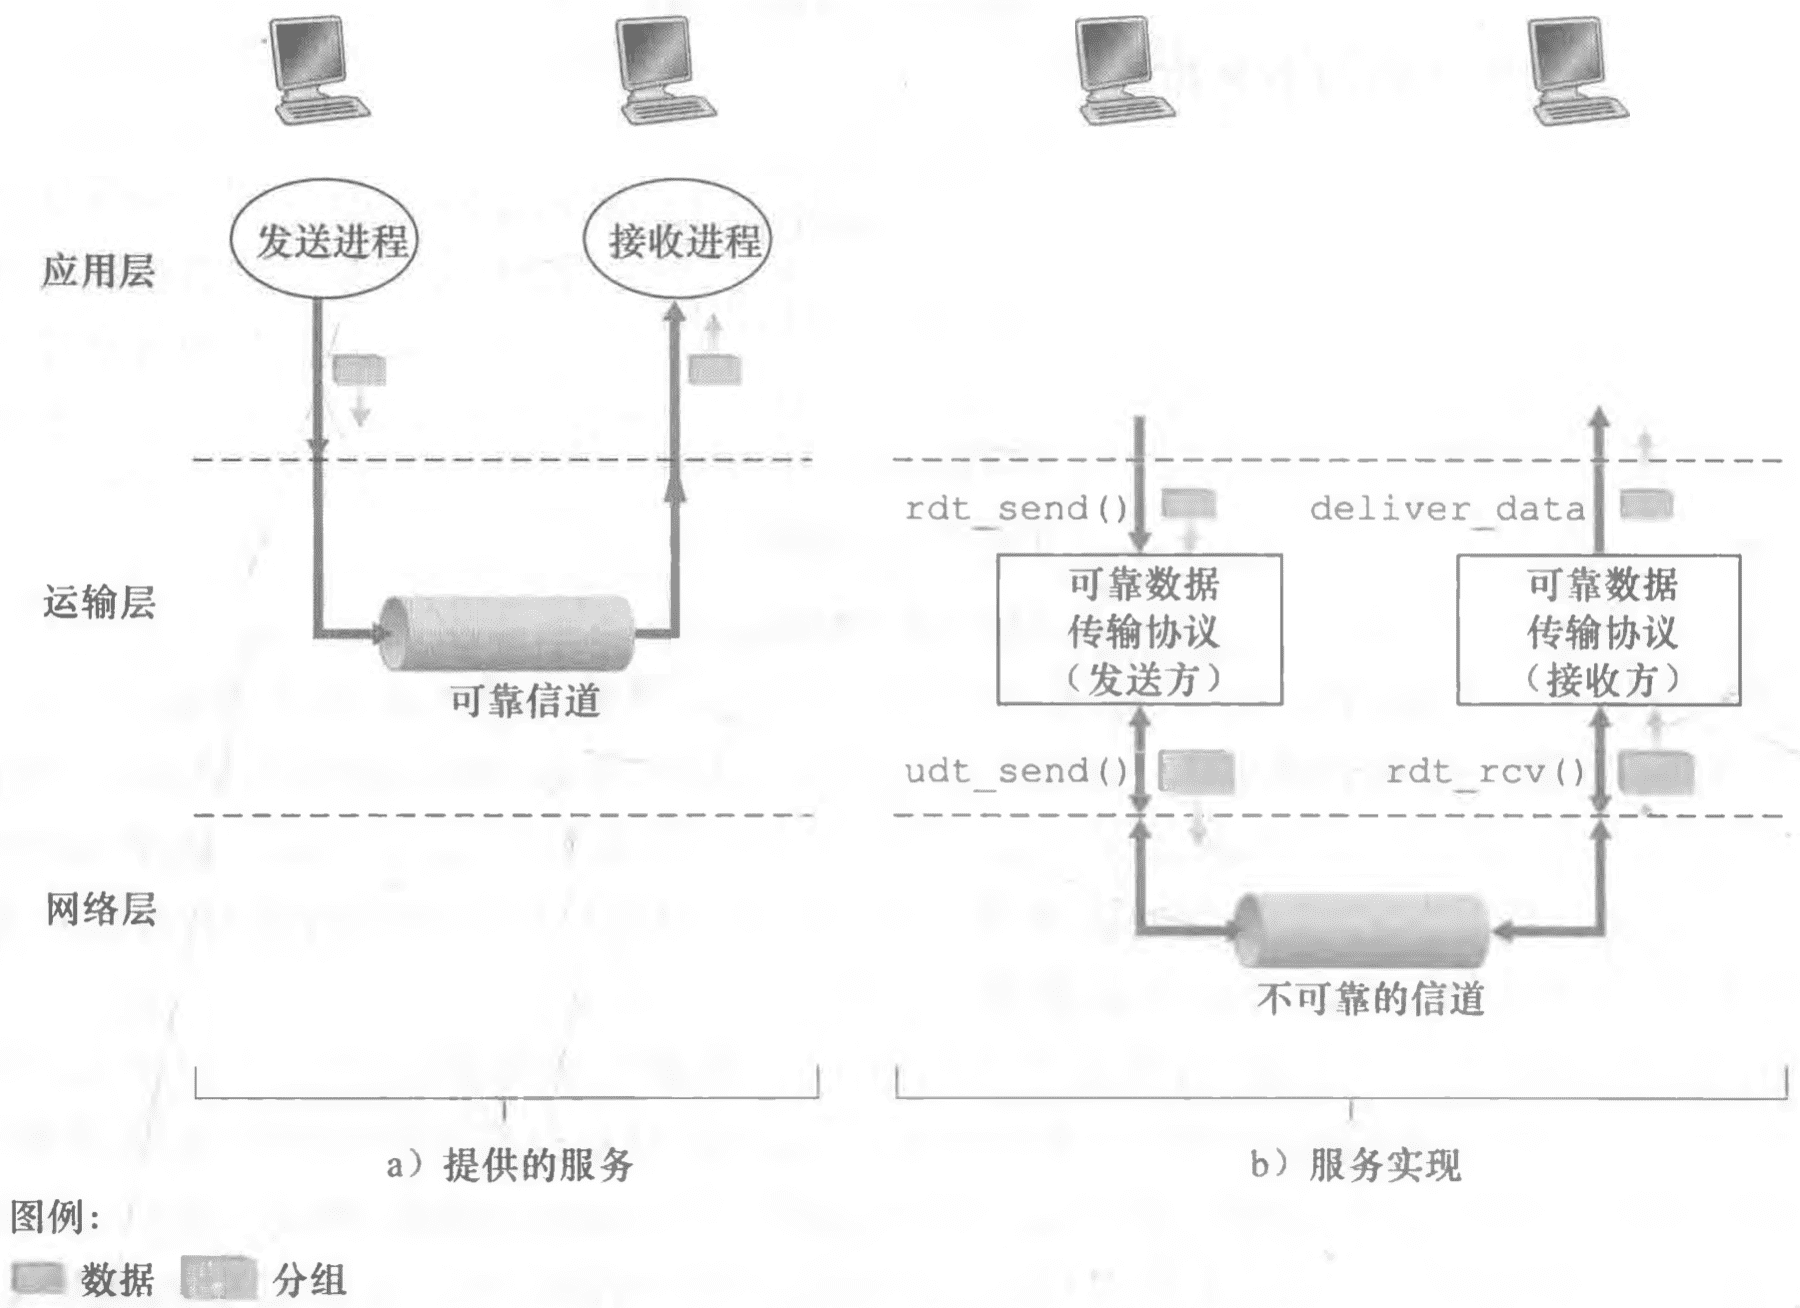 发送进程
接收进程
应用层
rdt_send()
deliver_data
运输层
可靠数据
传输协议
（发送方）
可靠数据
传输协议
（接收方）
可靠信道
udt_send()
rdt_rcv()
网络层
不可靠的信道
a）提供的服务
b）服务实现
图例：
数据
分组